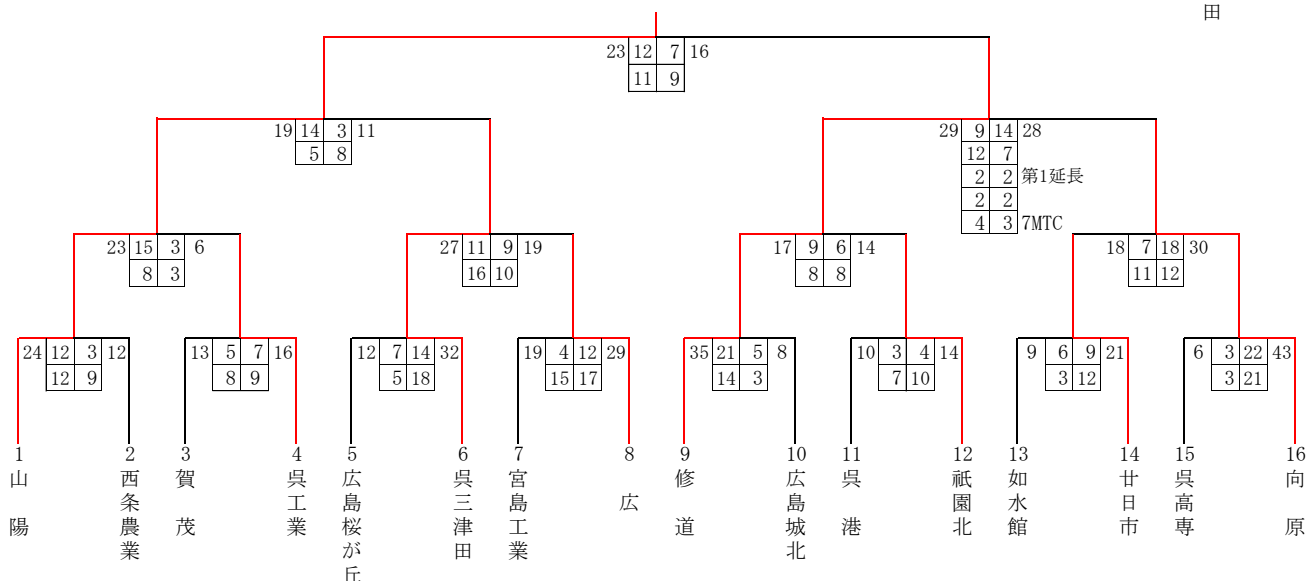 田
23 12 7 16
11 9
19 14 3 11
5 8
29 9 14 28
12 7
2 2 第1延長
2 2
4 3 7MTC
23 15 3 6
8 3
27 11 9 19
16 10
17 9 6 14
8 8
18 7 18 30
11 12
24 12 3 12
12 9
13 5 7 16
8 9
12 7 14 32
5 18
19 4 12 29
15 17
35 21 5 8
14 3
10 3 4 14
7 10
9 6 9 21
3 12
6 3 22 43
3 21
1 山陽
2 西条農業
3 賀茂
4 呉工業
5 広島桜が丘
6 呉三津田
7 宮島工業
8 広
9 修道
10 広島城北
11 呉港
12 祇園北
13 如水館
14 廿日市
15 呉高専
16 向原